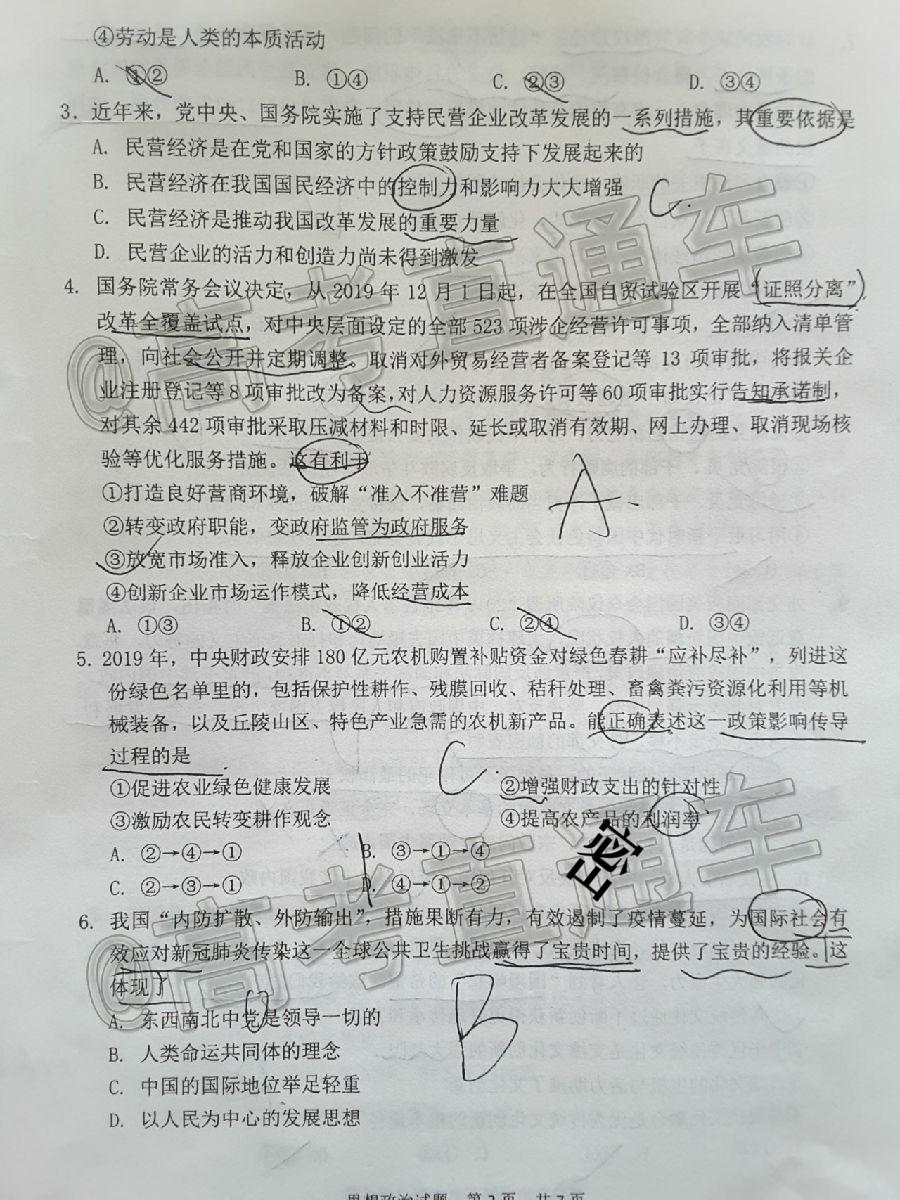 ④劳动是人类的本质活动
A. ①② B. ①④ C. ②③ D. ③④
3. 近年来，党中央、国务院实施了支持民营企业改革发展的一系列措施，其重要依据是
A. 民营经济是在党和国家的方针政策鼓励支持下发展起来的
B. 民营经济在我国国民经济中的控制力和影响力大大增强
C.
C. 民营经济是推动我国改革发展的重要力量
D. 民营企业的活力和创造力尚未得到激发
4. 国务院常务会议决定，从 2019 年 12 月 1 日起，在全国自贸试验区开展“证照分离”
改革全覆盖试点，对中央层面设定的全部 523 项涉企经营许可事项，全部纳入清单管
理，向社会公开并定期调整。取消对外贸易经营者备案登记等 13 项审批，将报关企
业注册登记等 8 项审批改为备案，对人力资源服务许可等 60 项审批实行告知承诺制，
对其余 442 项审批采取压减材料和时限、延长或取消有效期、网上办理、取消现场核
验等优化服务措施。这有利于
①打造良好营商环境，破解“准入不准营”难题
A
②转变政府职能，变政府监管为政府服务
③放宽市场准入，释放企业创新创业活力
④创新企业市场运作模式，降低经营成本
A. ①③ B. ①② C. ②④ D. ③④
5. 2019 年，中央财政安排 180 亿元农机购置补贴资金对绿色春耕“应补尽补”，列进这
份绿色名单里的，包括保护性耕作、残膜回收、秸秆处理、畜禽粪污资源化利用等机
械装备，以及丘陵山区、特色产业急需的农机新产品。能正确表述这一政策影响传导
过程的是
C.
①促进农业绿色健康发展 ②增强财政支出的针对性
③激励农民转变耕作观念 ④提高农产品的利润率
A. ②→④→① B. ③→①→④
C. ②→③→① D. ④→①→②
密
6. 我国“内防扩散、外防输出”，措施果断有力，有效遏制了疫情蔓延，为国际社会有
效应对新冠肺炎传染这一全球公共卫生挑战赢得了宝贵时间，提供了宝贵的经验。这
体现了
A. 东西南北中党是领导一切的
B
B. 人类命运共同体的理念
C. 中国的国际地位举足轻重
D. 以人民为中心的发展思想
思想政治试题 第 2 页 共 7 页
@高考直通车
@高考直通车